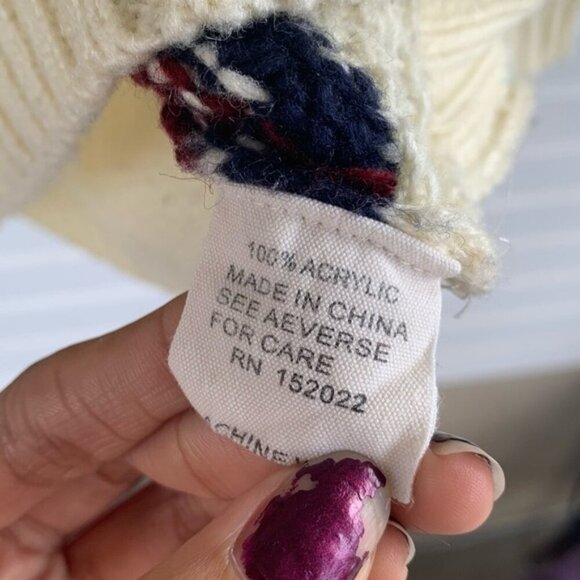 100% ACRYLIC
MADE IN CHINA
SEE AEVERSE
FOR CARE
RN 152022